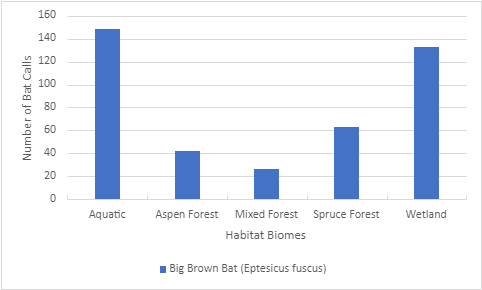 160
140
120
100
80
60
40
20
0
Number of Bat Calls
Aquatic Aspen Forest Mixed Forest Spruce Forest Wetland
Habitat Biomes
Big Brown Bat (Eptesicus fuscus)